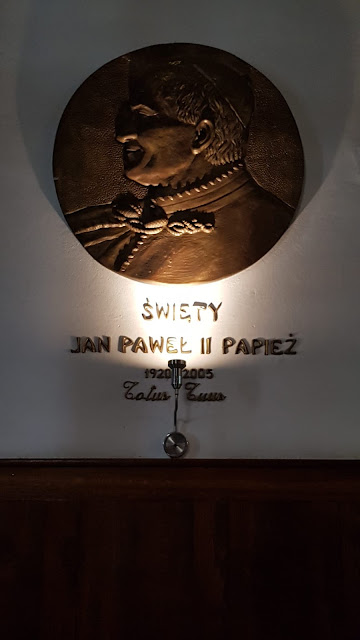 ŚWIĘTY
JAN PAWEŁ II PAPIEŻ
1920 2005
Totus Tuus